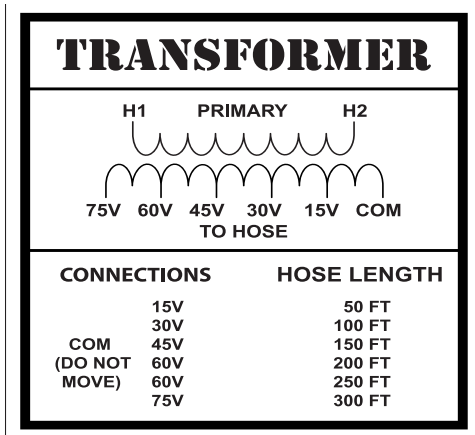 TRANSFORMER
H1 PRIMARY H2
75V 60V 45V 30V 15V COM
TO HOSE
CONNECTIONS HOSE LENGTH
15V 50 FT
30V 100 FT
COM 45V 150 FT
(DO NOT 60V 200 FT
MOVE) 60V 250 FT
75V 300 FT